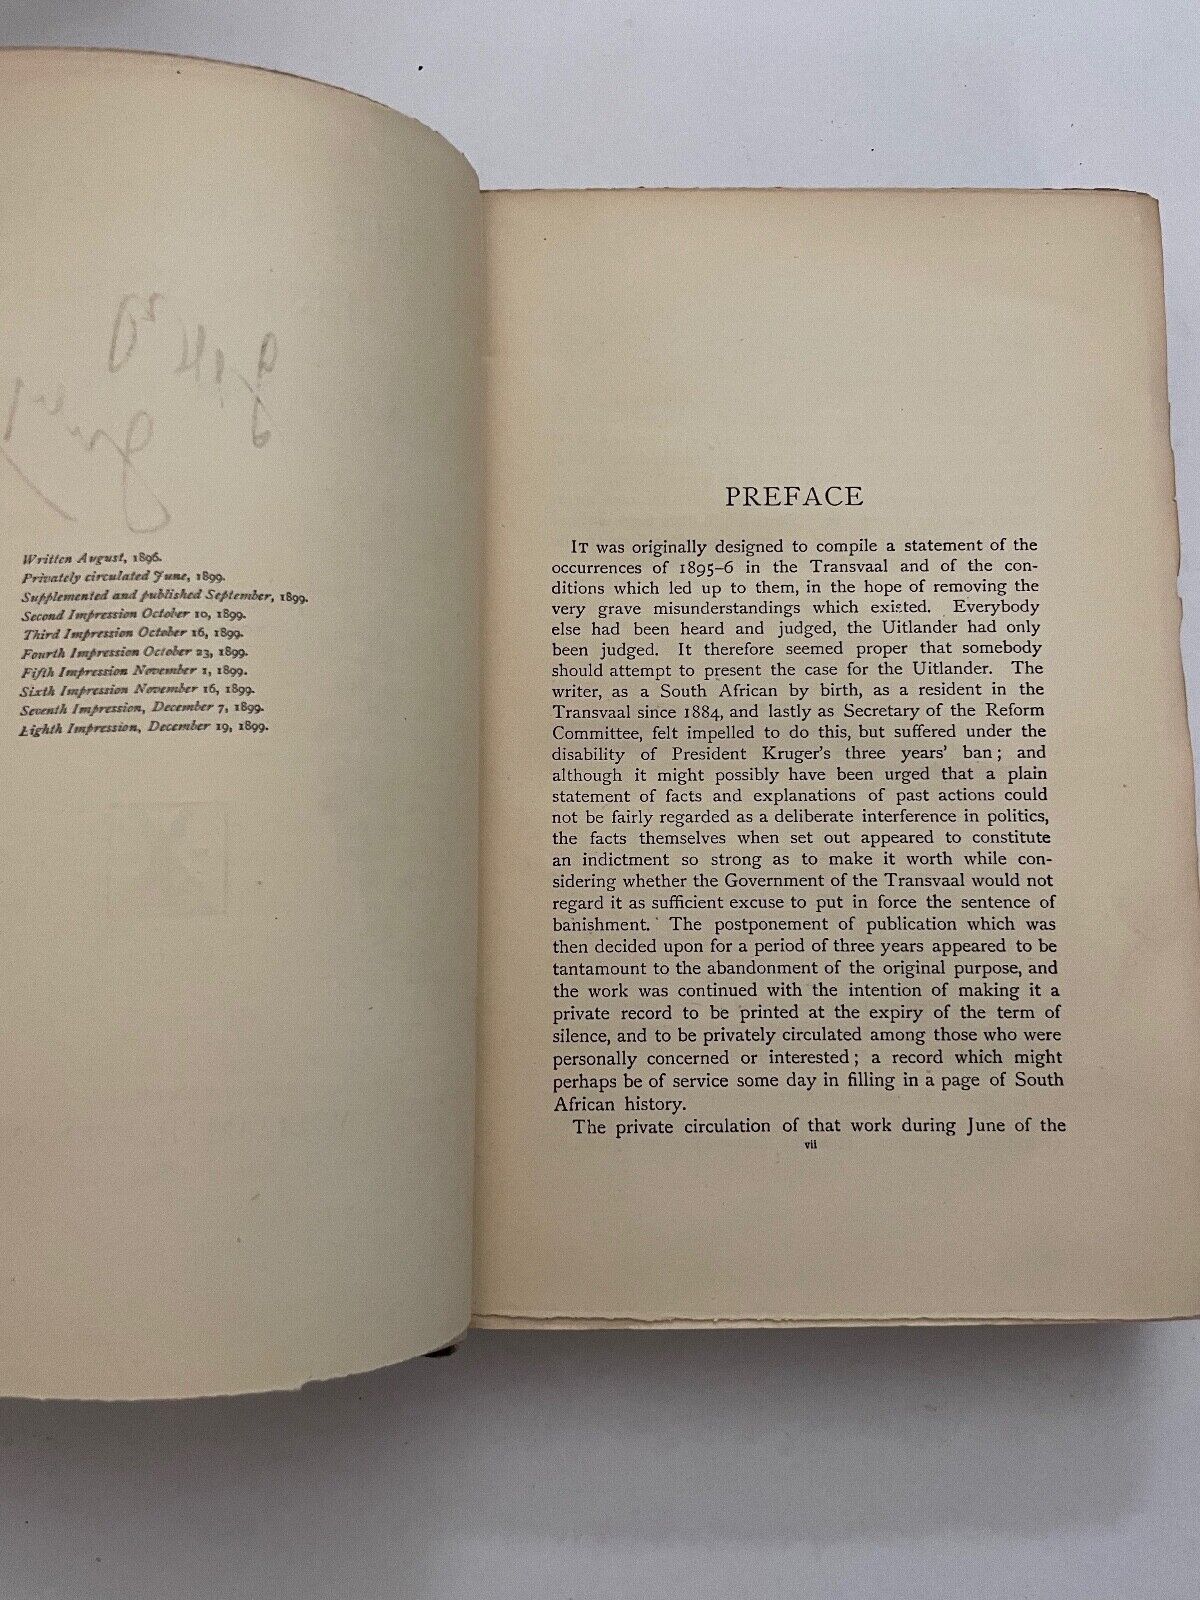 Written August, 1896.
Privately circulated June, 1899.
Supplemented and published September, 1899.
Second Impression October 10, 1899.
Third Impression October 16, 1899.
Fourth Impression October 23, 1899.
Fifth Impression November 1, 1899.
Sixth Impression November 16, 1899.
Seventh Impression, December 7, 1899.
Eighth Impression, December 19, 1899.
PREFACE
IT was originally designed to compile a statement of the
occurrences of 1895–6 in the Transvaal and of the con-
ditions which led up to them, in the hope of removing the
very grave misunderstandings which existed. Everybody
else had been heard and judged, the Uitlander had only
been judged. It therefore seemed proper that somebody
should attempt to present the case for the Uitlander. The
writer, as a South African by birth, as a resident in the
Transvaal since 1884, and lastly as Secretary of the Reform
Committee, felt impelled to do this, but suffered under the
disability of President Kruger's three years' ban; and
although it might possibly have been urged that a plain
statement of facts and explanations of past actions could
not be fairly regarded as a deliberate interference in politics,
the facts themselves when set out appeared to constitute
an indictment so strong as to make it worth while con-
sidering whether the Government of the Transvaal would not
regard it as sufficient excuse to put in force the sentence of
banishment. The postponement of publication which was
then decided upon for a period of three years appeared to be
tantamount to the abandonment of the original purpose, and
the work was continued with the intention of making it a
private record to be printed at the expiry of the term of
silence, and to be privately circulated among those who were
personally concerned or interested; a record which might
perhaps be of service some day in filling in a page of South
African history.
The private circulation of that work during June of the
vii